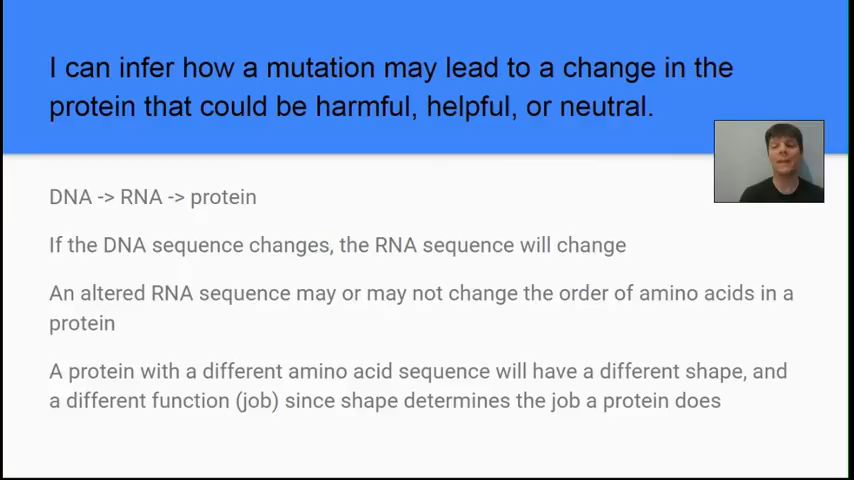 I can infer how a mutation may lead to a change in the
protein that could be harmful, helpful, or neutral.
DNA -> RNA -> protein
If the DNA sequence changes, the RNA sequence will change
An altered RNA sequence may or may not change the order of amino acids in a
protein
A protein with a different amino acid sequence will have a different shape, and
a different function (job) since shape determines the job a protein does